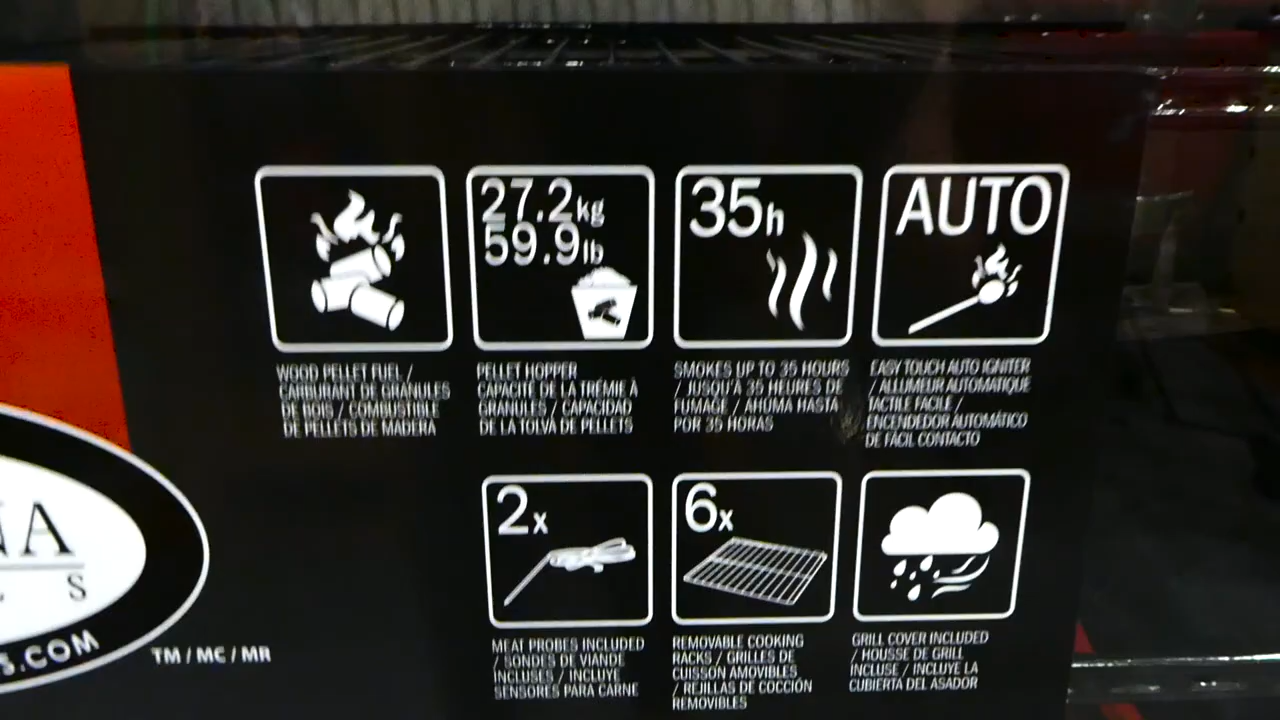 27.2kg
59.9lb
35h
AUTO
WOOD PELLET FUEL /
CARBURANT DE GRANULES
DE BOIS / COMBUSTIBLE
DE PELLETS DE MADERA
PELLET HOPPER
CAPACITÉ DE LA TRÉMIE À
GRANULES / CAPACIDAD
DE LA TOLVA DE PELLETS
SMOKES UP TO 35 HOURS
/ JUSQU'À 35 HEURES DE
FUMAGE / AHÚMA HASTA
POR 35 HORAS
EASY TOUCH AUTO IGNITER
/ ALLUMEUR AUTOMATIQUE
TACTILE FACILE /
ENCENDEDOR AUTOMÁTICO
DE FÁCIL CONTACTO
2x
6x
MEAT PROBES INCLUDED
/ SONDES DE VIANDE
INCLUSES / INCLUYE
SENSORES PARA CARNE
REMOVABLE COOKING
RACKS / GRILLES DE
CUISSON AMOVIBLES
/ REJILLAS DE COCCIÓN
REMOVIBLES
GRILL COVER INCLUDED
/ HOUSSE DE GRILL
INCLUSE / INCLUYE LA
CUBIERTA DEL ASADOR
ÑA
S
S.COM
TM / MC / MR